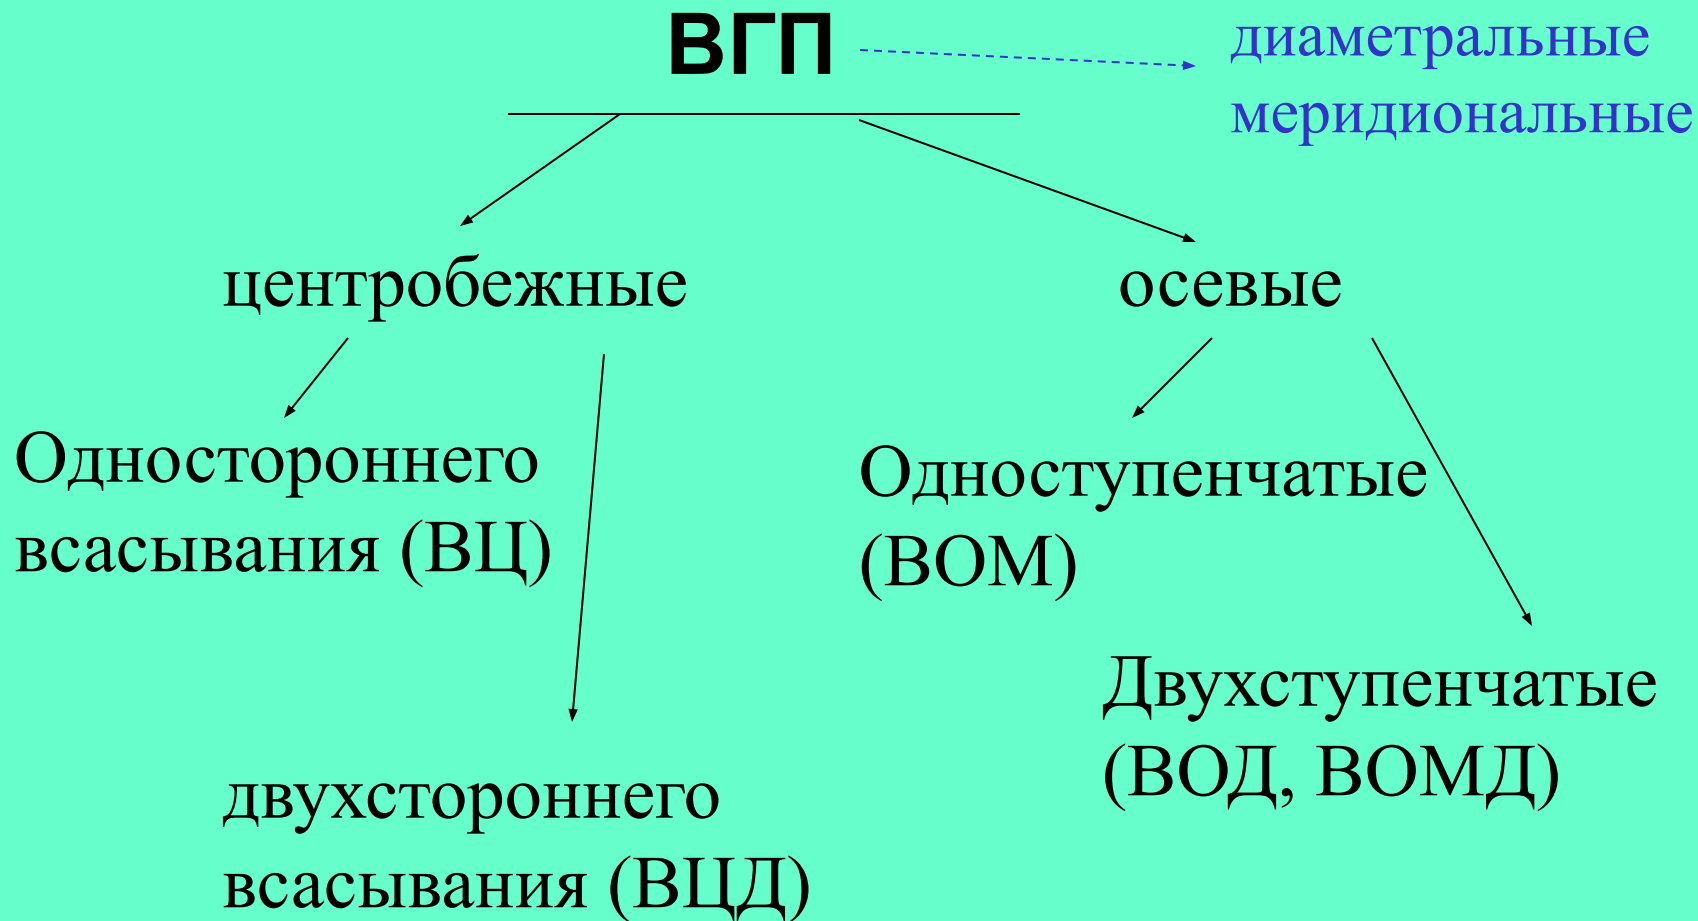 ВГП
диаметральные
меридиональные
центробежные
осевые
Одностороннего
всасывания (ВЦ)
Одноступенчатые
(ВОМ)
Двухступенчатые
(ВОД, ВОМД)
двухстороннего
всасывания (ВЦД)